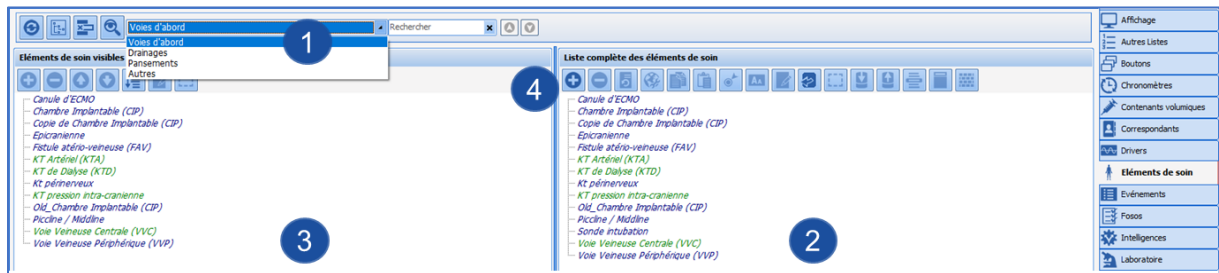 Voies d'abord
Rechercher
Voies d'abord
Drainages
Pansements
Autres
1
Eléments de soin visibles
Canule d'ECMO
Chambre Implantable (CIP)
Copie de Chambre Implantable (CIP)
Epicranienne
Fistule atério-veineuse (FAV)
KT Artériel (KTA)
KT de Dialyse (KTD)
Kt périnerveux
KT pression intra-cranienne
Old_Chambre Implantable (CIP)
Piccline / Middline
Voie Veineuse Centrale (VVC)
Voie Veineuse Périphérique (VVP)
3
4
Liste complète des éléments de soin
Aa
Canule d'ECMO
Chambre Implantable (CIP)
Copie de Chambre Implantable (CIP)
Epicranienne
Fistule atério-veineuse (FAV)
KT Artériel (KTA)
KT de Dialyse (KTD)
Kt périnerveux
KT pression intra-cranienne
Old_Chambre Implantable (CIP)
Piccline / Middline
Sonde intubation
Voie Veineuse Centrale (VVC)
Voie Veineuse Périphérique (VVP)
2
Affichage
Autres Listes
Boutons
Chronomètres
Contenants volumiques
Correspondants
Drivers
Eléments de soin
Evénements
Fosos
Intelligences
Laboratoire